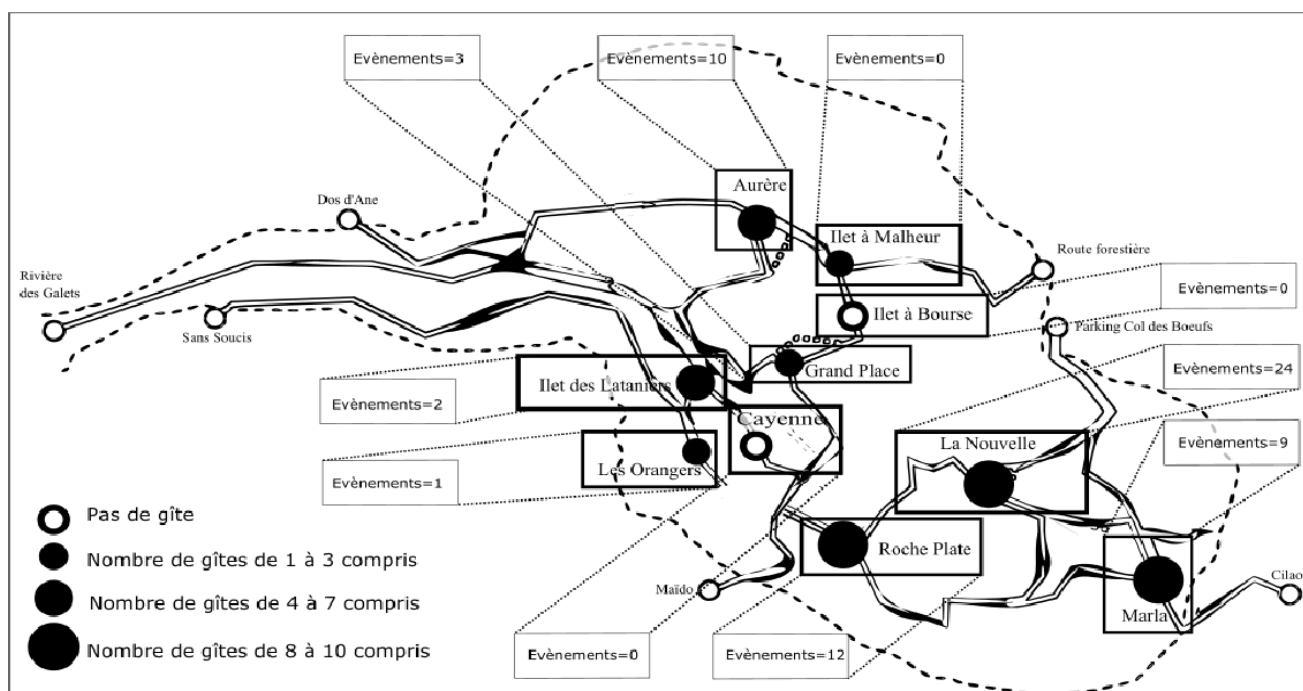 Evènements=3
Evènements=10
Evènements=0
Aurère
Dos d'Ane
Ilet à Malheur
Route forestière
Rivière
des Galets
Evènements=0
Ilet à Bourse
Sans Soucis
Parking Col des Boeufs
Grand Place
Evènements=24
Ilet des Lataniers
Evènements=2
Cayenne
La Nouvelle
Evènements=9
Les Orangers
Evènements=1
Pas de gîte
Nombre de gîtes de 1 à 3 compris
Roche Plate
Maïdo
Cilao
Nombre de gîtes de 4 à 7 compris
Marla
Nombre de gîtes de 8 à 10 compris
Evènements=0
Evènements=12